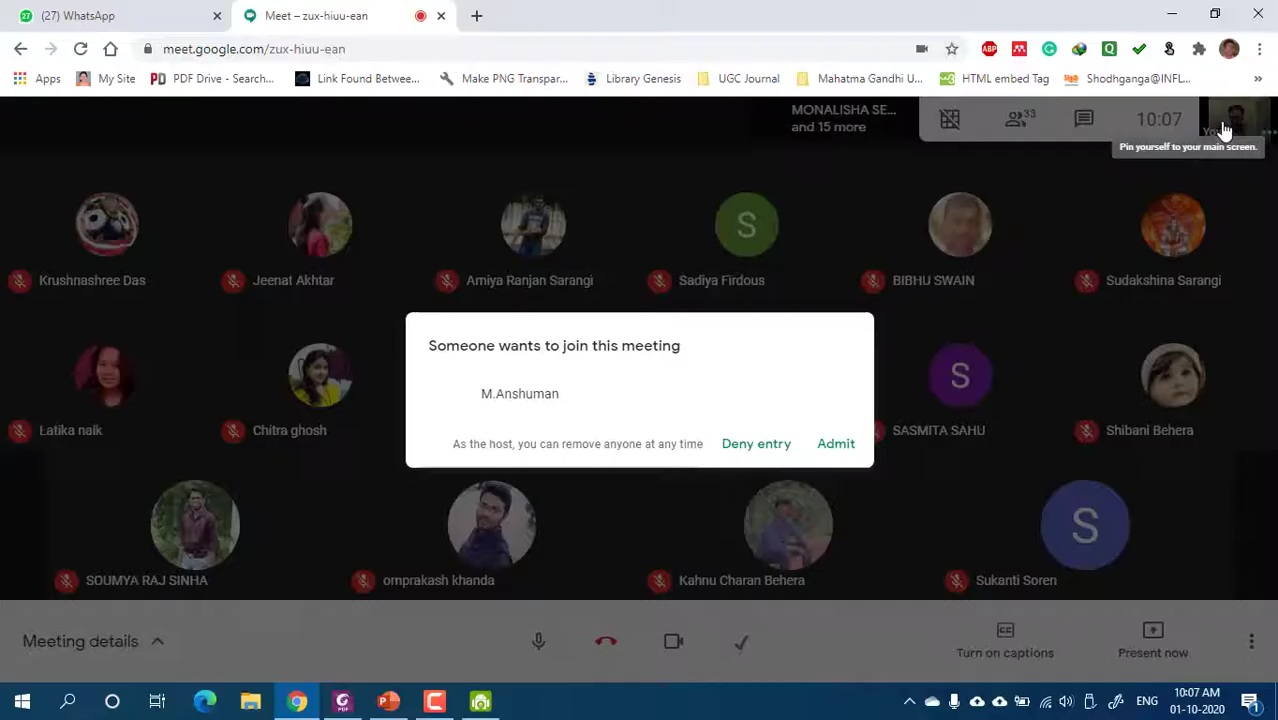 (27) WhatsApp
Meet – zux-hiuu-ean
meet.google.com/zux-hiuu-ean
Apps
My Site
PDF Drive - Search...
Link Found Betwee...
Make PNG Transpar...
Library Genesis
UGC Journal
Mahatma Gandhi U...
HTML embed Tag
Shodhganga@INFL...
MONALISHA SE...
and 15 more
33
10:07
Pin yourself to your main screen.
Krushnashree Das
Jeenat Akhtar
Amiya Ranjan Sarangi
S
Sadiya Firdous
BIBHU SWAIN
Sudakshina Sarangi
Someone wants to join this meeting
M.Anshuman
As the host, you can remove anyone at any time
Deny entry
Admit
Latika naik
Chitra ghosh
S
SASMITA SAHU
Shibani Behera
SOUMYA RAJ SINHA
omprakash khanda
Kahnu Charan Behera
S
Sukanti Soren
Meeting details
Turn on captions
Present now
ENG
10:07 AM
01-10-2020